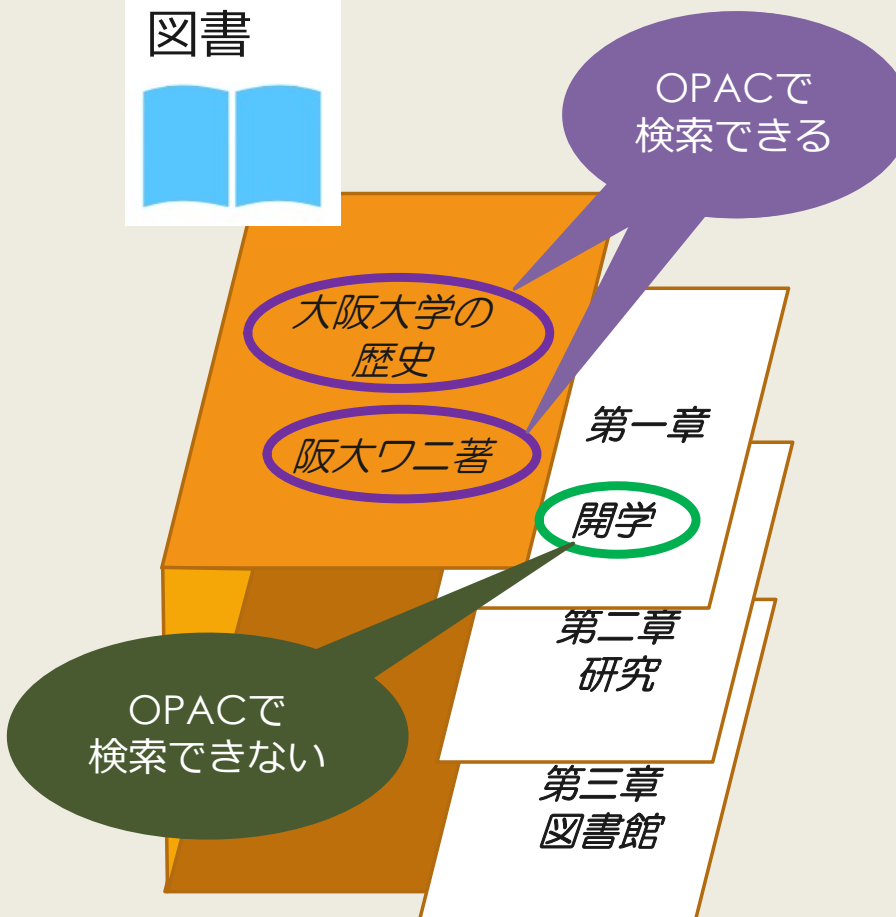 図書
OPACで
検索できる
大阪大学の
歴史
阪大ワニ著
第一章
開学
第二章
研究
OPACで
検索できない
第三章
図書館